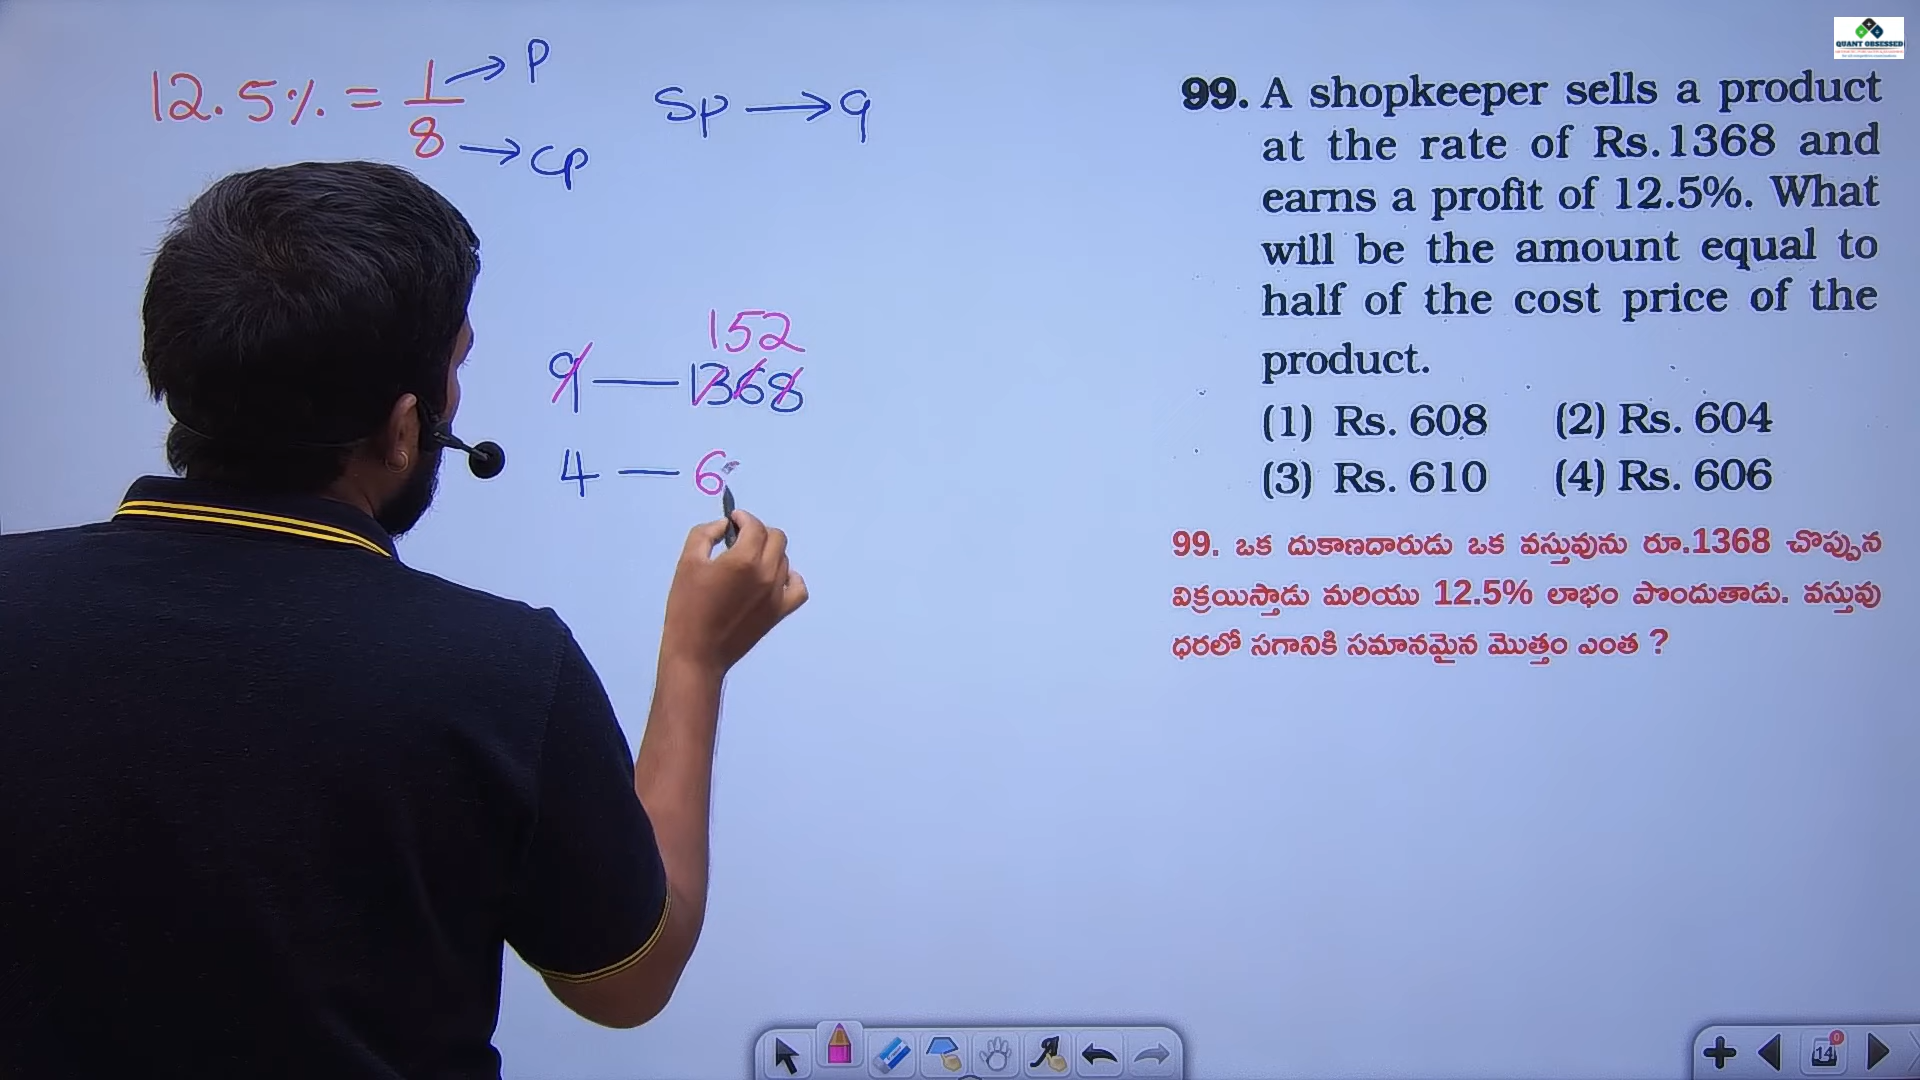 12.5% = 1/8 → P
→ CP
SP → 9
152
9 — 1368
4 — 6
QUANT OBSESSED
99. A shopkeeper sells a product
at the rate of Rs.1368 and
earns a profit of 12.5%. What
will be the amount equal to
half of the cost price of the
product.
(1) Rs. 608 (2) Rs. 604
(3) Rs. 610 (4) Rs. 606
99. ఒక దుకాణదారుడు ఒక వస్తువును రూ.1368 చొప్పున
విక్రయిస్తాడు మరియు 12.5% లాభం పొందుతాడు. వస్తువు
ధరలో సగానికి సమానమైన మొత్తం ఎంత ?
14
0